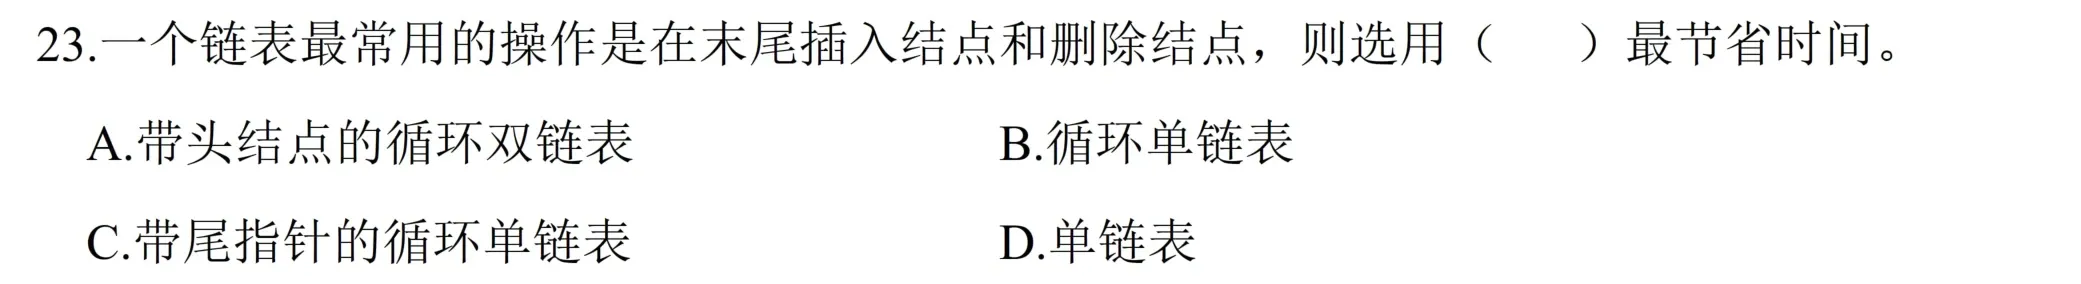 23.一个链表最常用的操作是在末尾插入结点和删除结点，则选用（ ）最节省时间。
A.带头结点的循环双链表 B.循环单链表
C.带尾指针的循环单链表 D.单链表